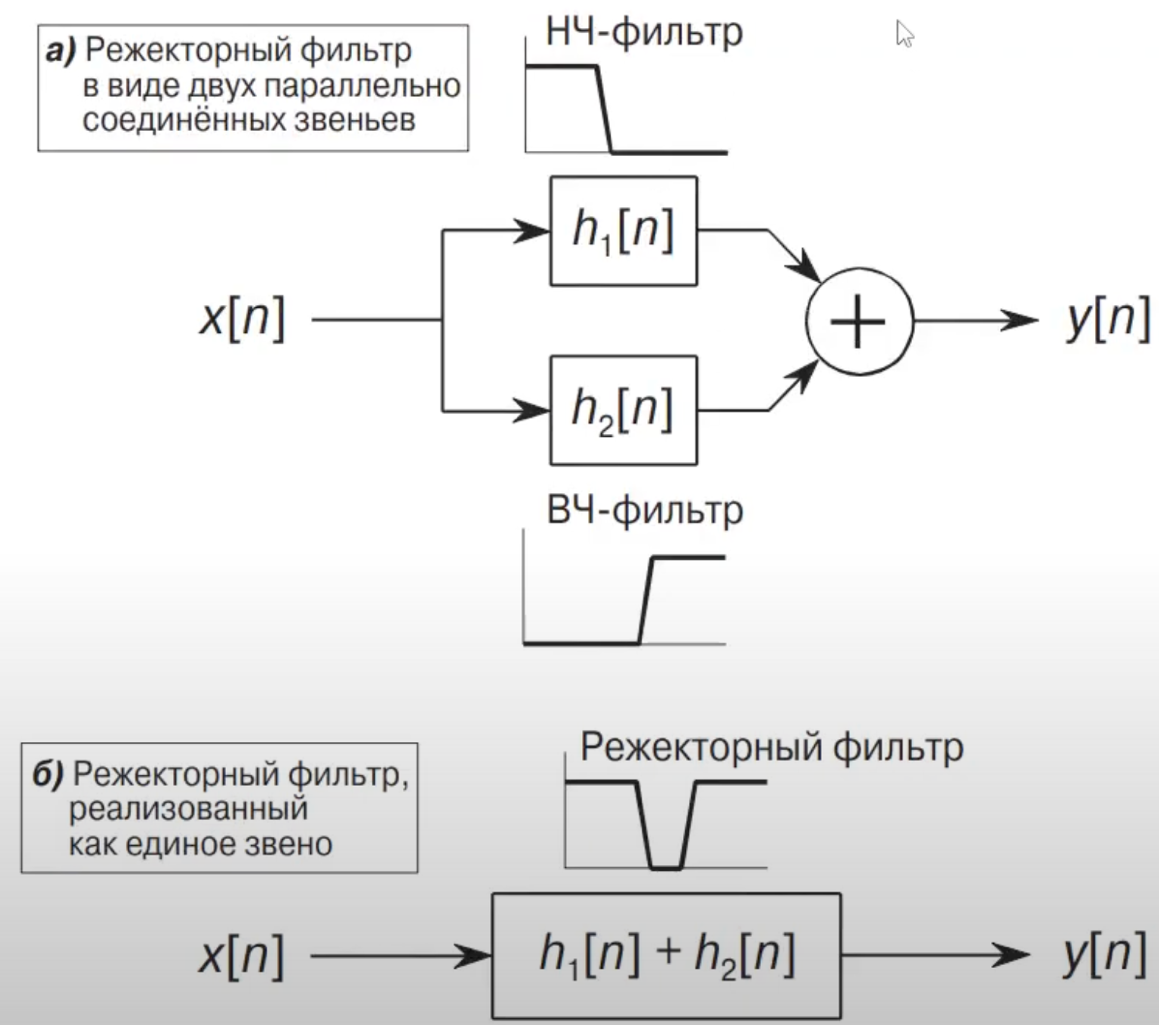 а) Режекторный фильтр
в виде двух параллельно
соединённых звеньев
НЧ-фильтр
h₁[n]
x[n]
+
y[n]
h₂[n]
ВЧ-фильтр
б) Режекторный фильтр,
реализованный
как единое звено
Режекторный фильтр
x[n]
h₁[n] + h₂[n]
y[n]